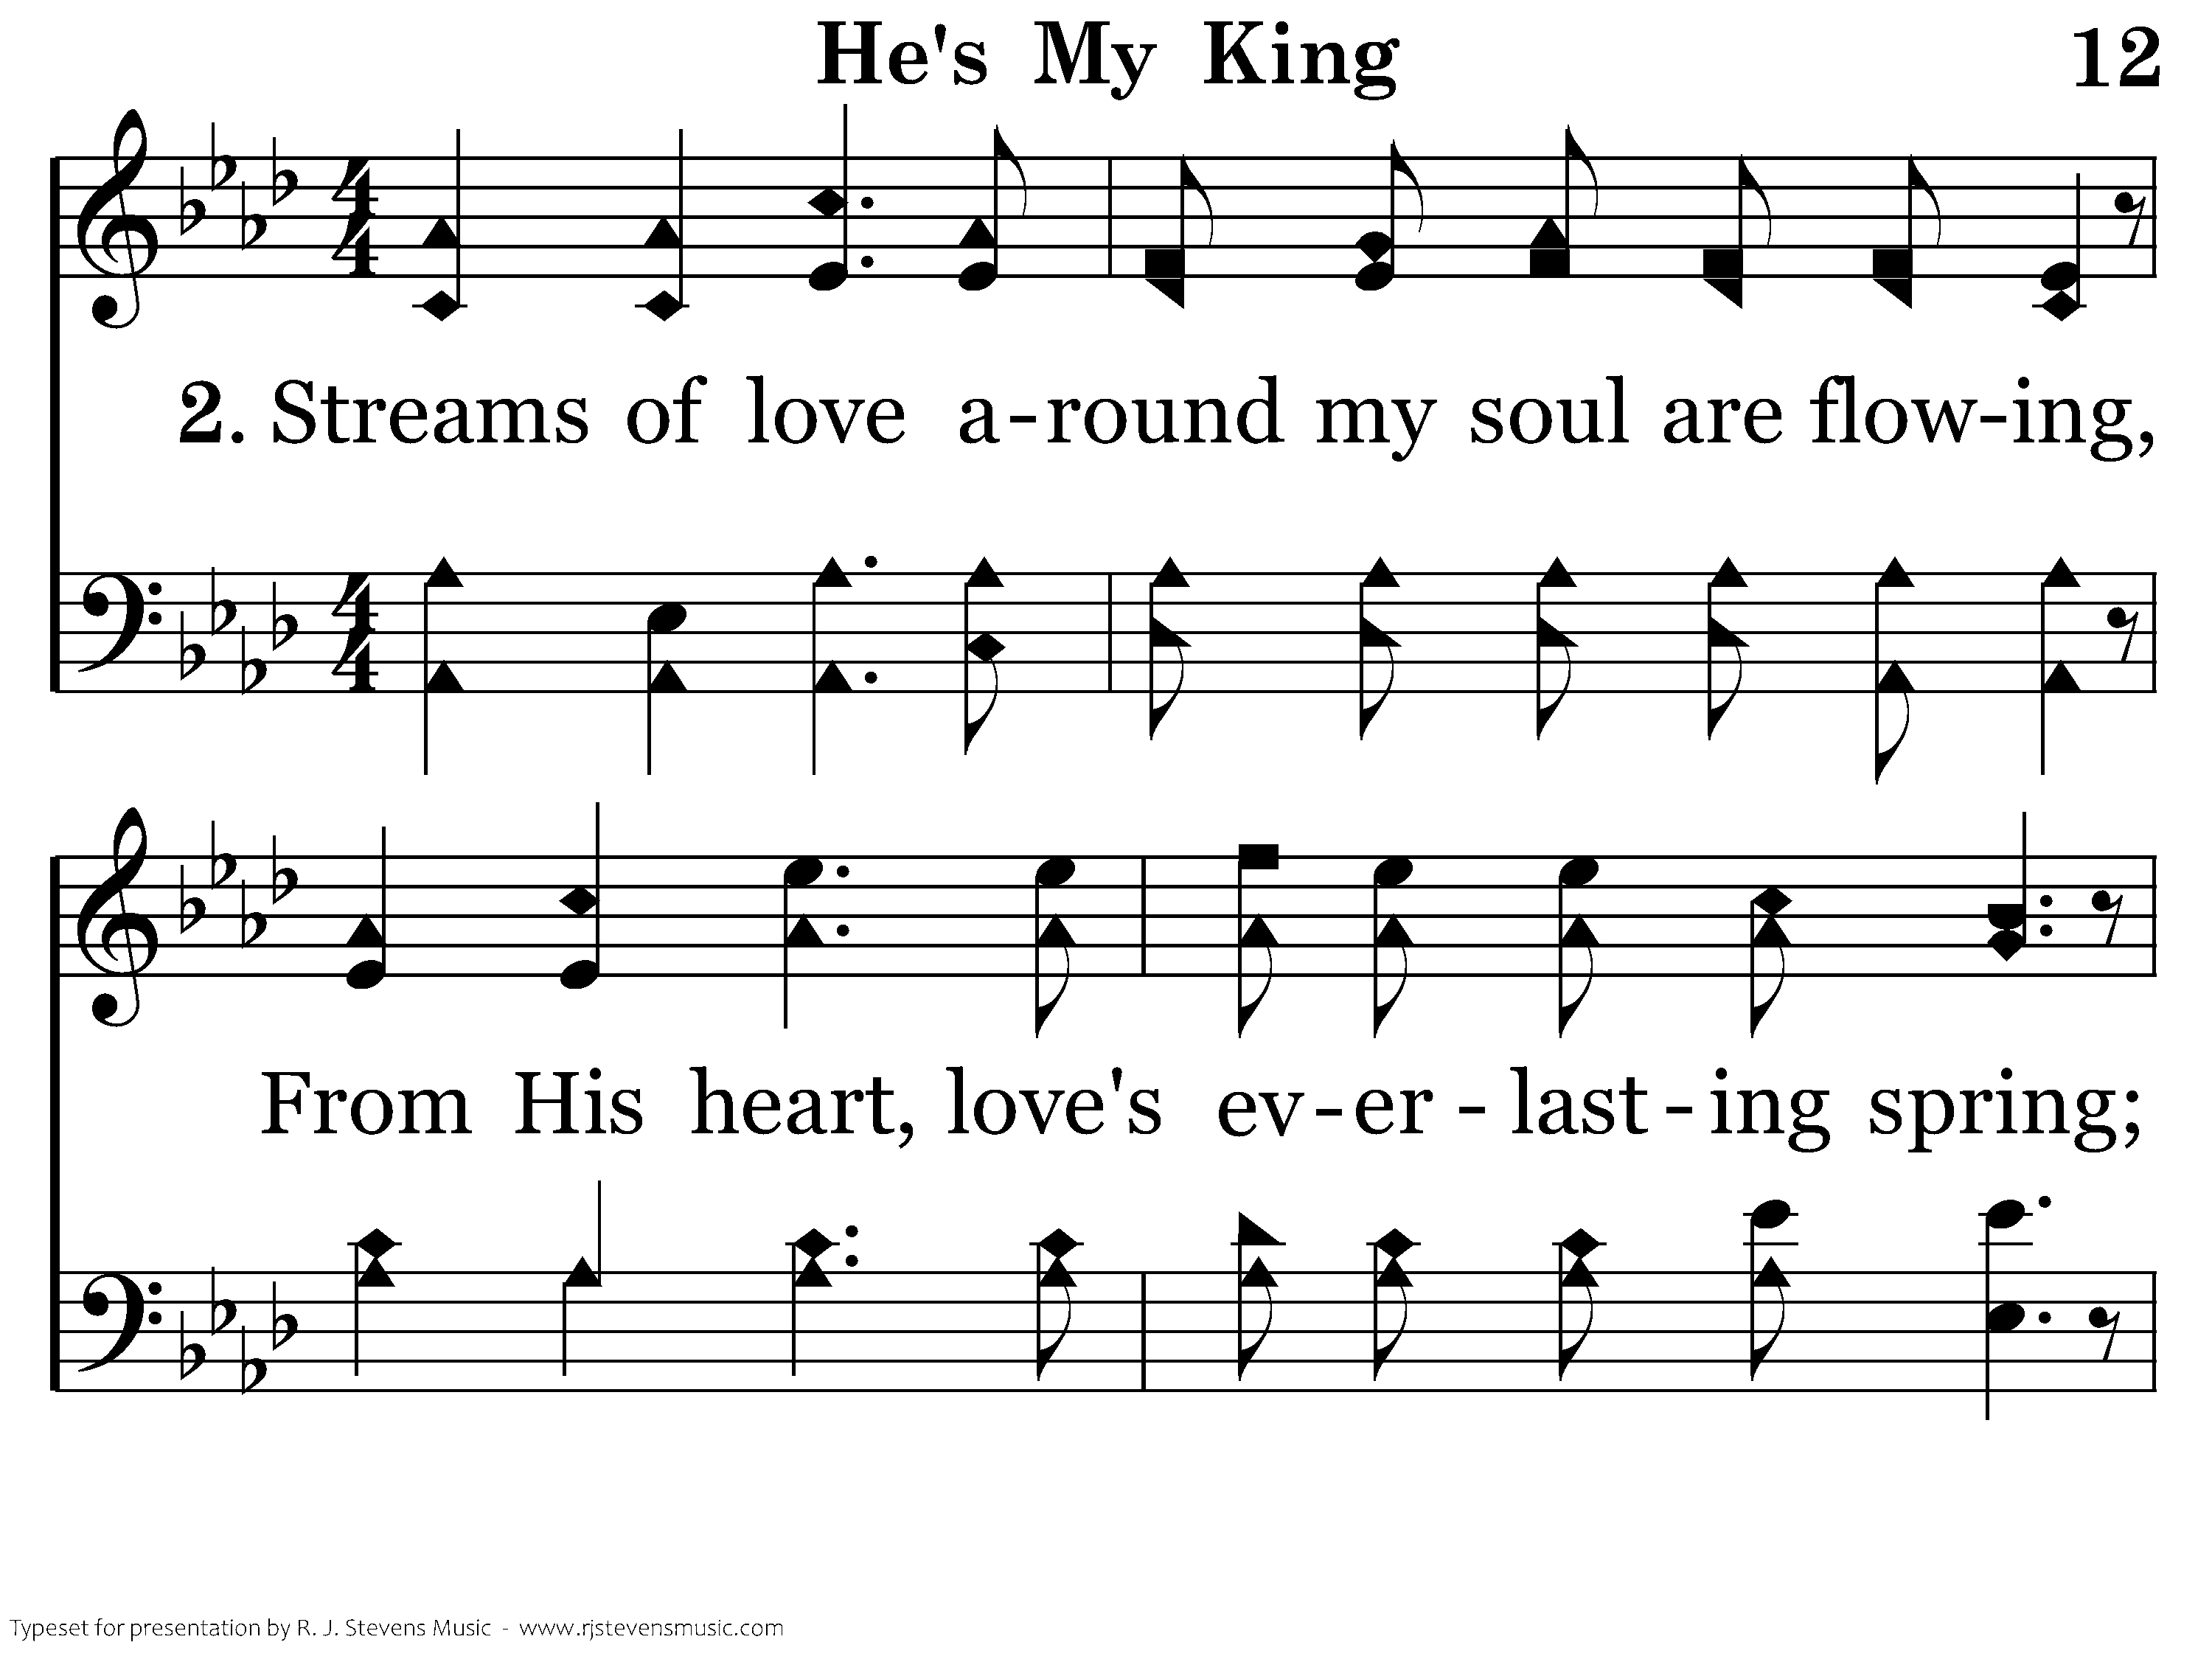 He's My King 12
2. Streams of love a-round my soul are flow-ing,
From His heart, love's ev-er - last - ing spring;
Typeset for presentation by R. J. Stevens Music - www.rjstevensmusic.com